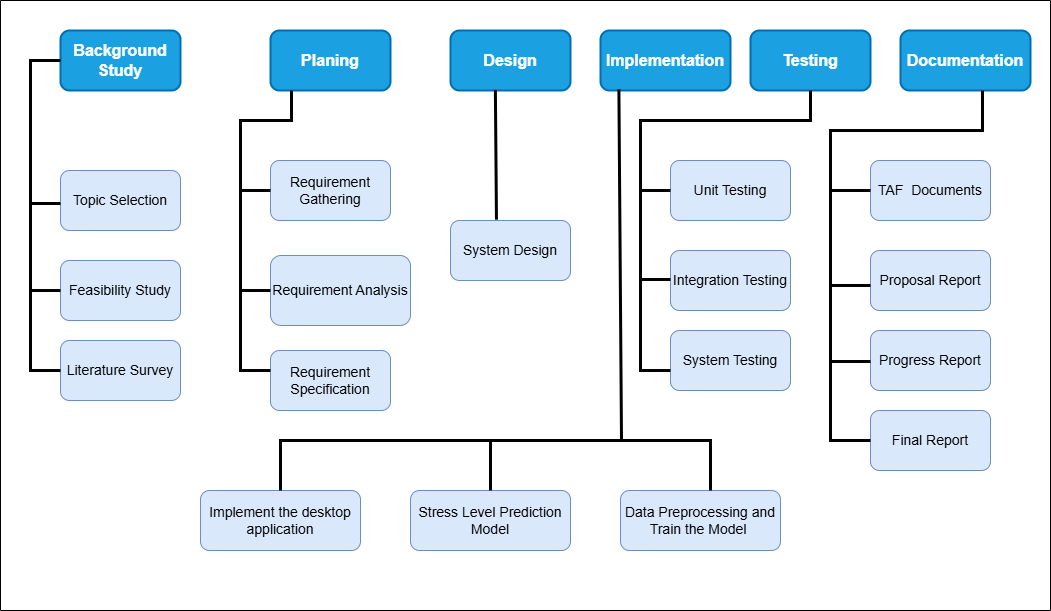 Background
Study
Planing
Design
Implementation
Testing
Documentation
Topic Selection
Feasibility Study
Literature Survey
Requirement
Gathering
Requirement Analysis
Requirement
Specification
System Design
Implement the desktop
application
Stress Level Prediction
Model
Data Preprocessing and
Train the Model
Unit Testing
Integration Testing
System Testing
TAF  Documents
Proposal Report
Progress Report
Final Report